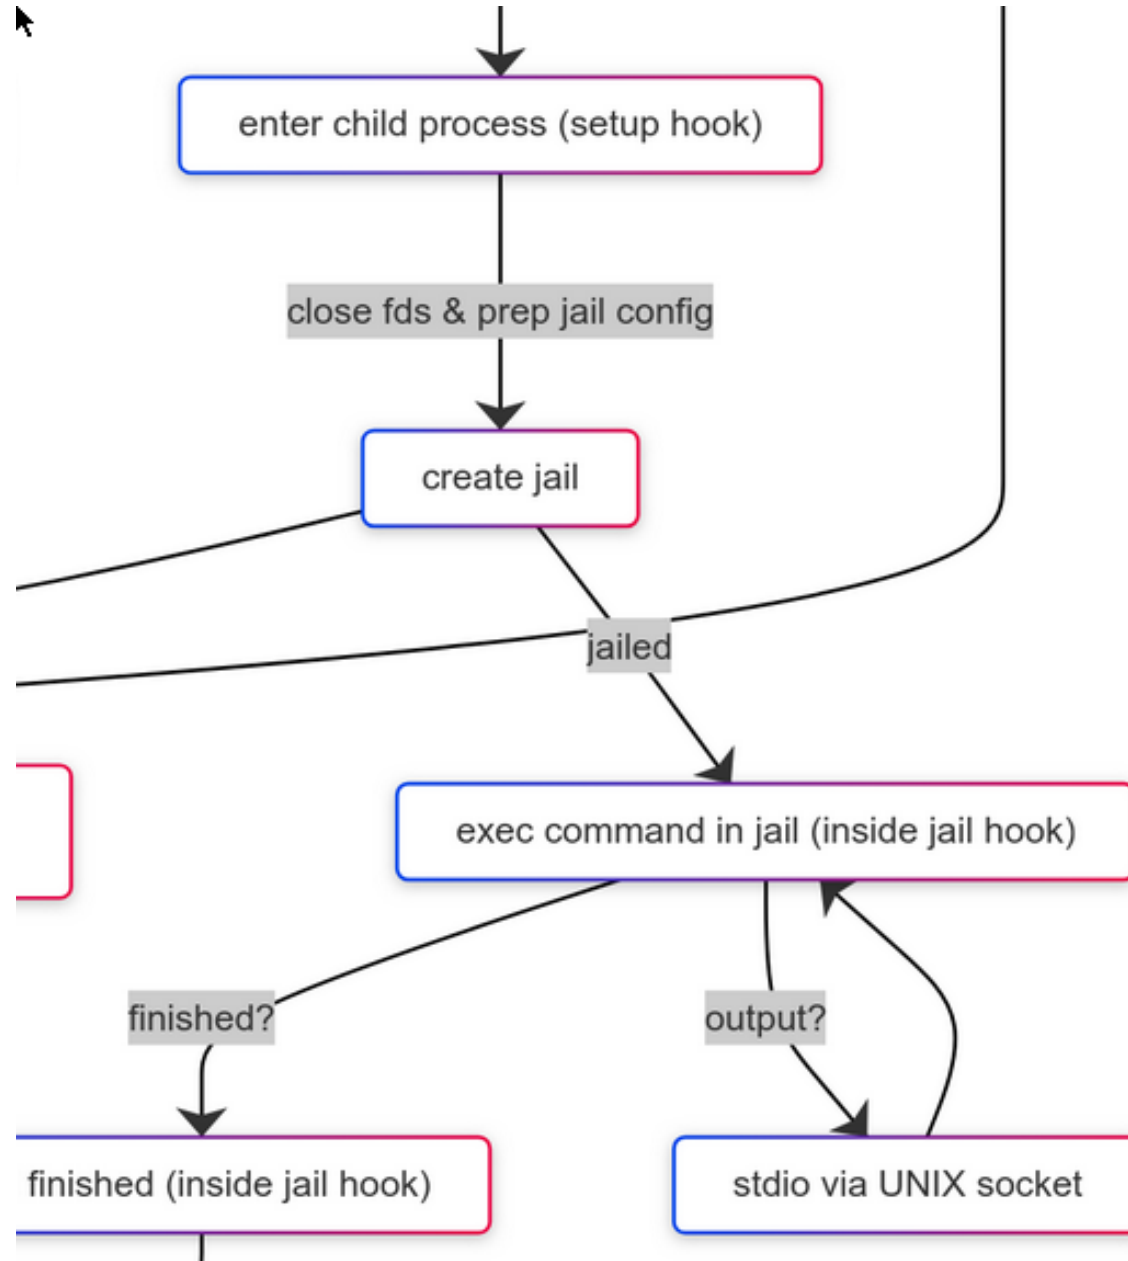 enter child process (setup hook)
close fds & prep jail config
create jail
jailed
exec command in jail (inside jail hook)
finished?
output?
finished (inside jail hook)
stdio via UNIX socket